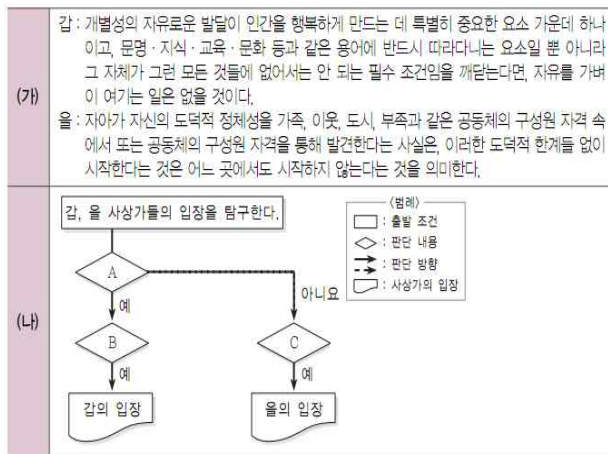 (가)
갑 : 개별성의 자유로운 발달이 인간을 행복하게 만드는 데 특별히 중요한 요소 가운데 하나
이고, 문명·지식·교육·문화 등과 같은 용어에 반드시 따라다니는 요소일 뿐 아니라
그 자체가 그런 모든 것들에 없어서는 안 되는 필수 조건임을 깨닫는다면, 자유를 가벼
이 여기는 일은 없을 것이다.
을 : 자아가 자신의 도덕적 정체성을 가족, 이웃, 도시, 부족과 같은 공동체의 구성원 자격 속
에서 또는 공동체의 구성원 자격을 통해 발견한다는 사실은, 이러한 도덕적 한계들 없이
시작한다는 것은 어느 곳에서도 시작하지 않는다는 것을 의미한다.
(나)
갑, 을 사상가들의 입장을 탐구한다.
<범례>
: 출발 조건
: 판단 내용
: 판단 방향
: 사상가의 입장
A
아니요
예
B
C
예
예
갑의 입장
을의 입장